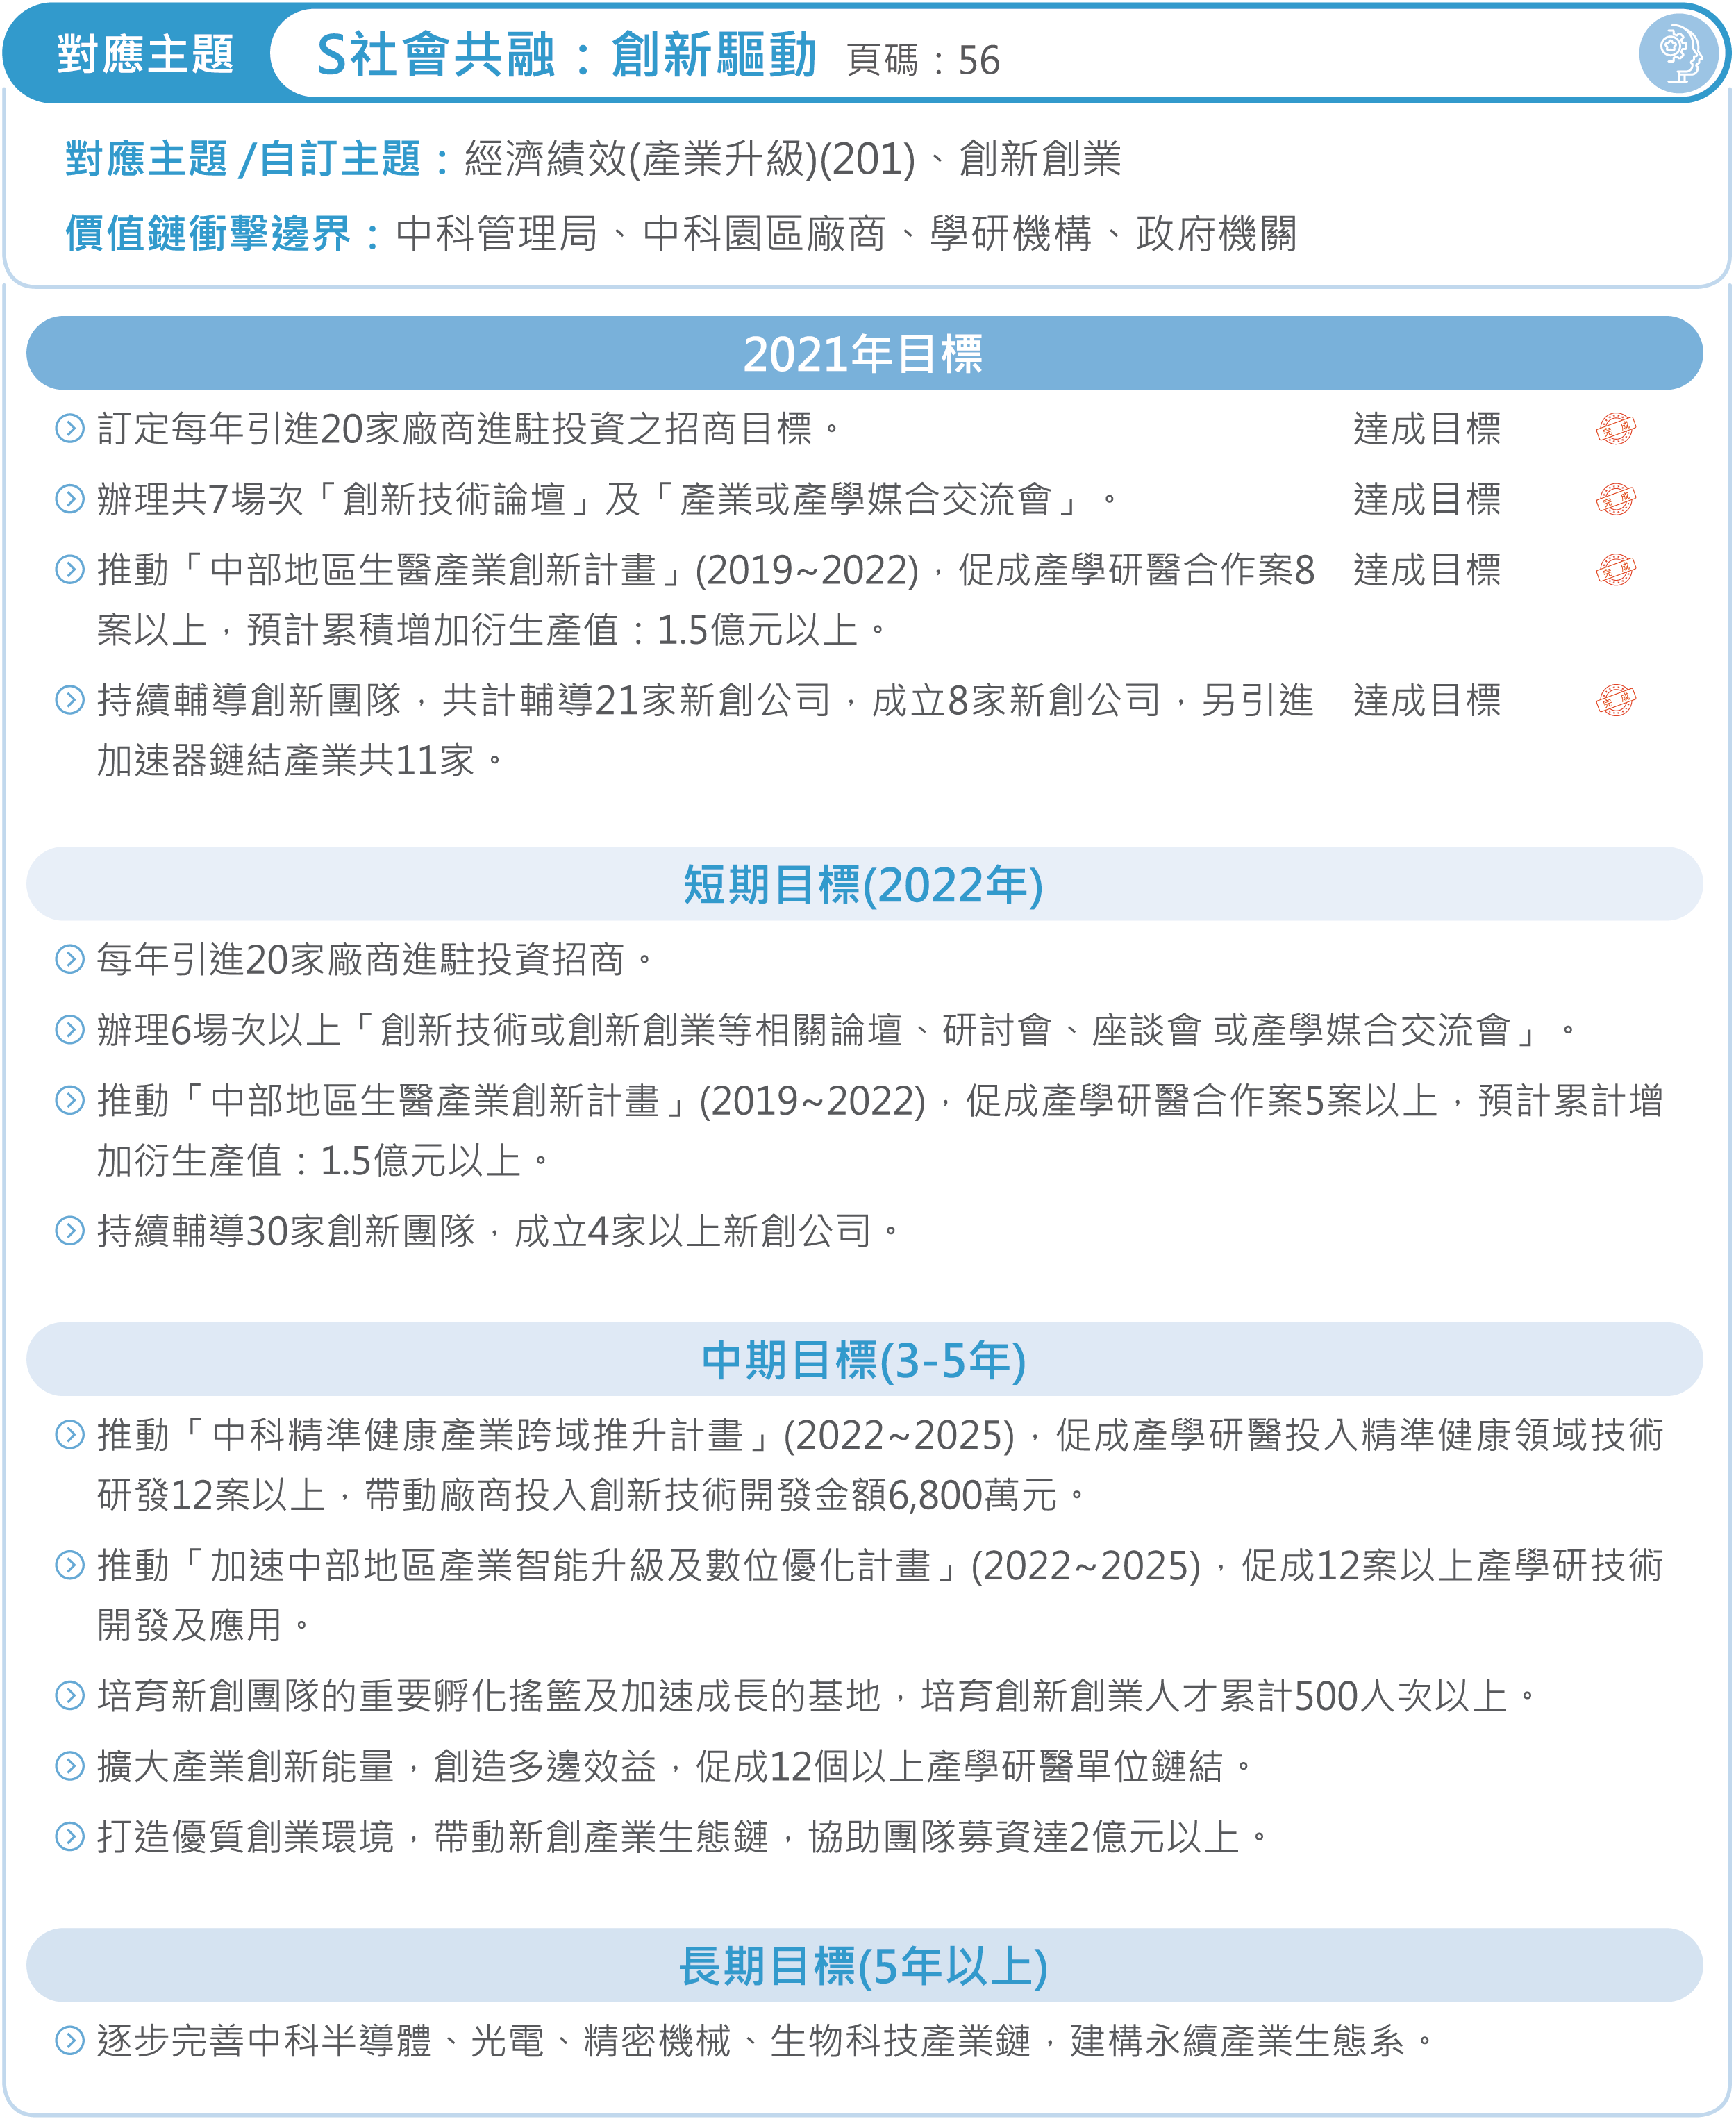 對應主題 S社會共融：創新驅動 頁碼：56
對應主題 /自訂主題：經濟績效(產業升級)(201)、創新創業
價值鏈衝擊邊界：中科管理局、中科園區廠商、學研機構、政府機關
2021年目標
訂定每年引進20家廠商進駐投資之招商目標。 達成目標 完成
辦理共7場次「創新技術論壇」及「產業或產學媒合交流會」。 達成目標 完成
推動「中部地區生醫產業創新計畫」(2019~2022)，促成產學研醫合作案8 達成目標 完成
案以上，預計累積增加衍生產值：1.5億元以上。
持續輔導創新團隊，共計輔導21家新創公司，成立8家新創公司，另引進 達成目標 完成
加速器鏈結產業共11家。
短期目標(2022年)
每年引進20家廠商進駐投資招商。
辦理6場次以上「創新技術或創新創業等相關論壇、研討會、座談會 或產學媒合交流會」。
推動「中部地區生醫產業創新計畫」(2019~2022)，促成產學研醫合作案5案以上，預計累計增
加衍生產值：1.5億元以上。
持續輔導30家創新團隊，成立4家以上新創公司。
中期目標(3-5年)
推動「中科精準健康產業跨域推升計畫」(2022~2025)，促成產學研醫投入精準健康領域技術
研發12案以上，帶動廠商投入創新技術開發金額6,800萬元。
推動「加速中部地區產業智能升級及數位優化計畫」(2022~2025)，促成12案以上產學研技術
開發及應用。
培育新創團隊的重要孵化搖籃及加速成長的基地，培育創新創業人才累計500人次以上。
擴大產業創新能量，創造多邊效益，促成12個以上產學研醫單位鏈結。
打造優質創業環境，帶動新創產業生態鏈，協助團隊募資達2億元以上。
長期目標(5年以上)
逐步完善中科半導體、光電、精密機械、生物科技產業鏈，建構永續產業生態系。